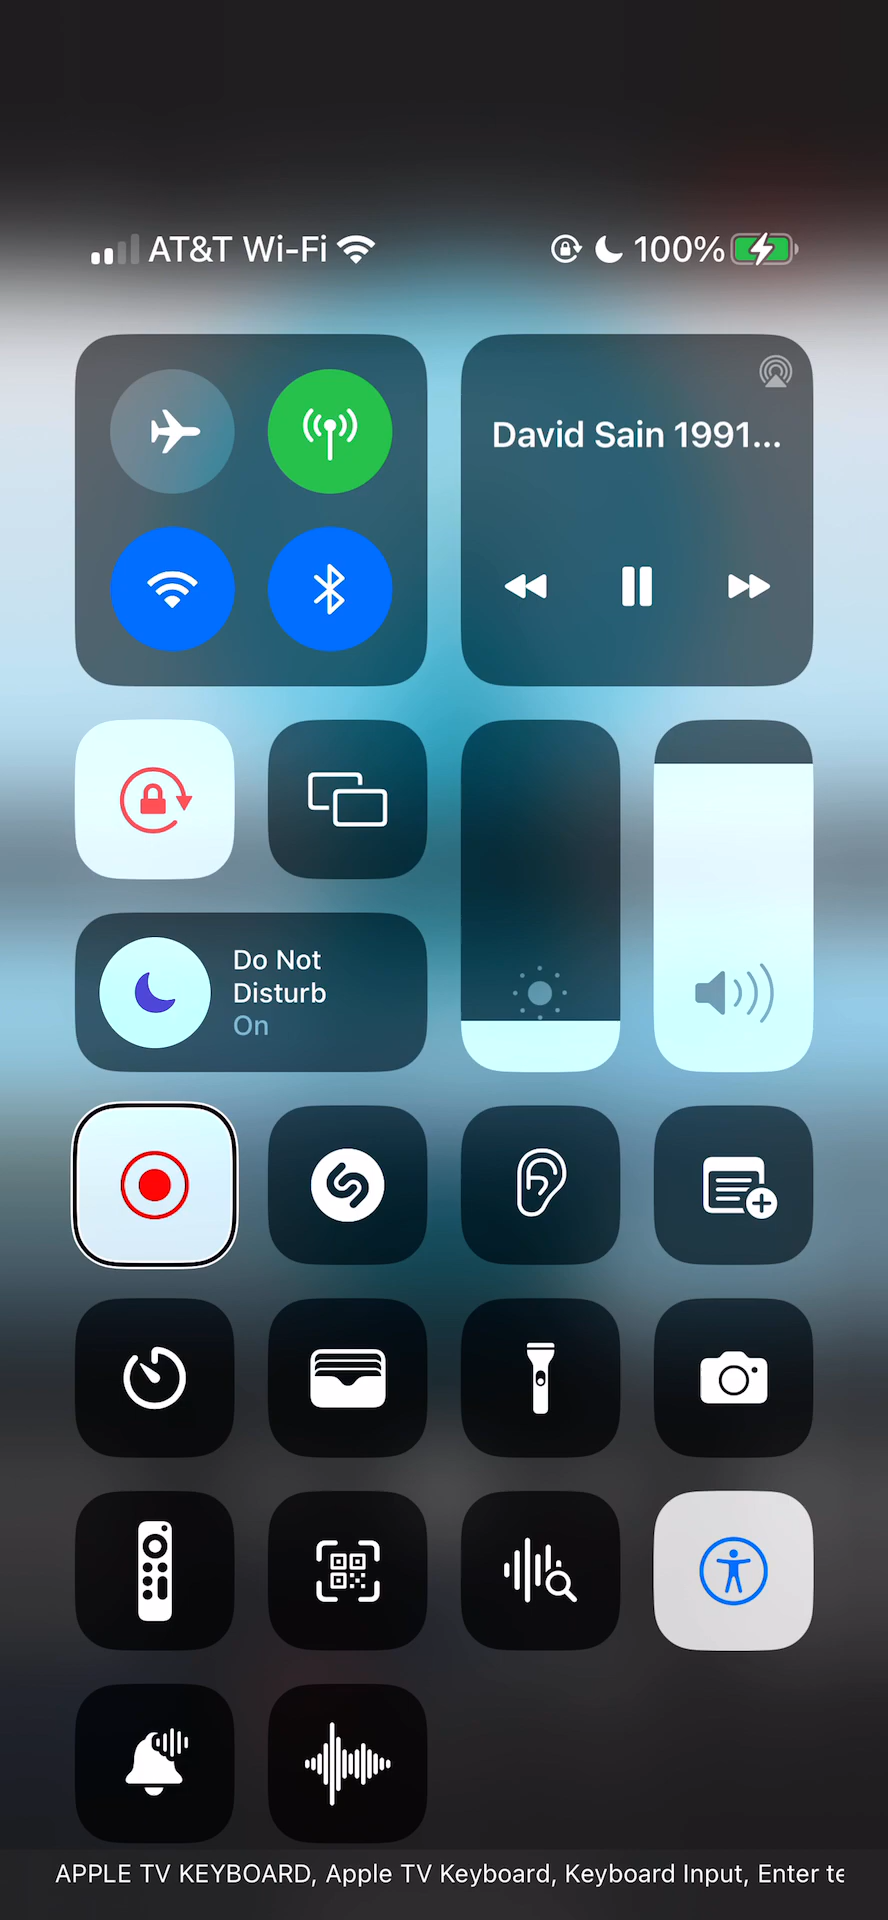 AT&T Wi-Fi 100%
David Sain 1991...
Do Not
Disturb
On
APPLE TV KEYBOARD, Apple TV Keyboard, Keyboard Input, Enter